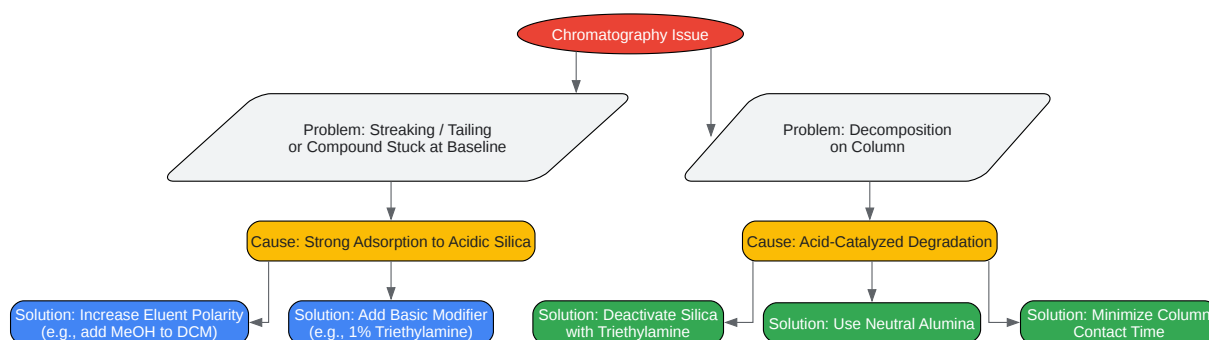 Chromatography Issue
Problem: Streaking / Tailing
or Compound Stuck at Baseline
Problem: Decomposition
on Column
Cause: Strong Adsorption to Acidic Silica
Cause: Acid-Catalyzed Degradation
Solution: Increase Eluent Polarity
(e.g., add MeOH to DCM)
Solution: Add Basic Modifier
(e.g., 1% Triethylamine)
Solution: Deactivate Silica
with Triethylamine
Solution: Use Neutral Alumina
Solution: Minimize Column
Contact Time